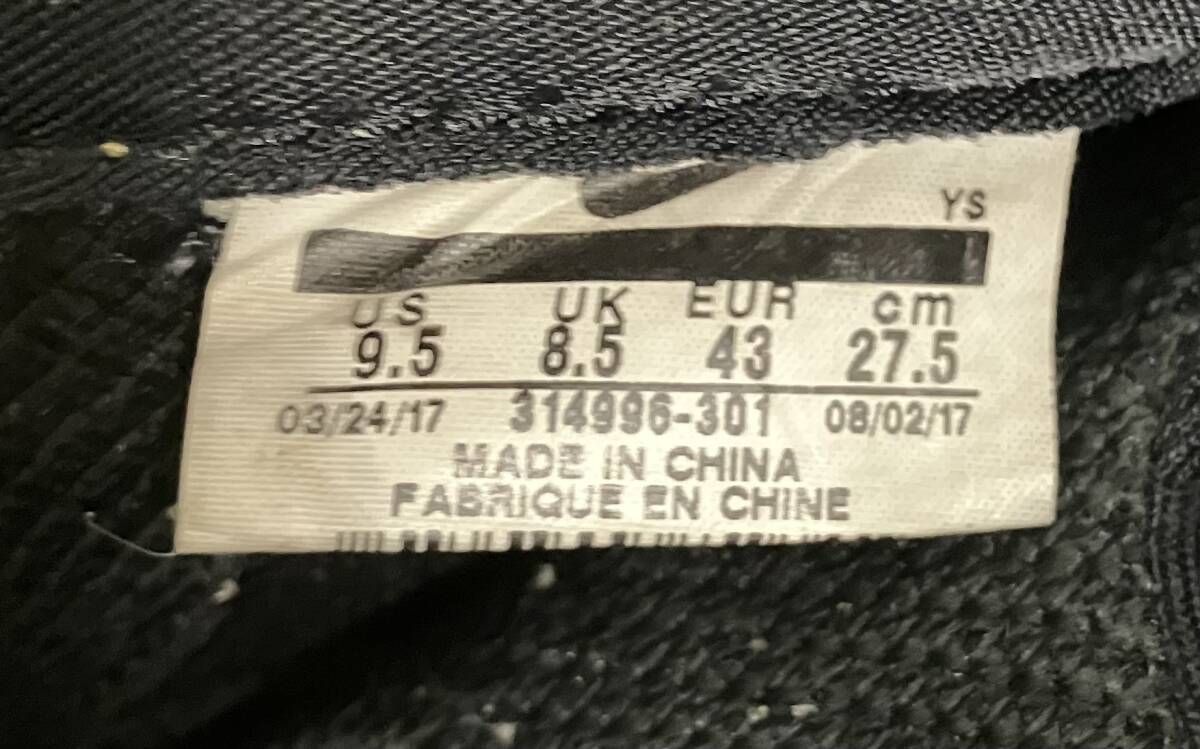 YS
US UK EUR cm
9.5 8.5 43 27.5
03/24/17 314996-301 08/02/17
MADE IN CHINA
FABRIQUE EN CHINE